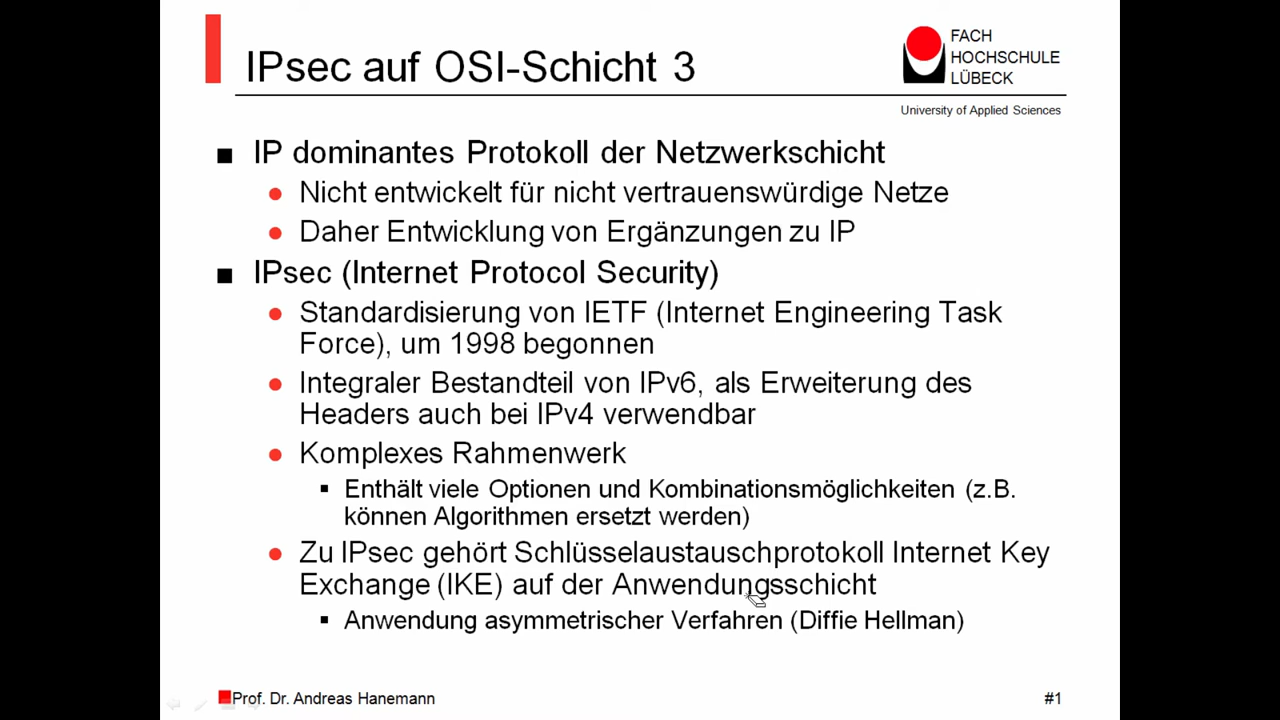 IPsec auf OSI-Schicht 3
FACH
HOCHSCHULE
LÜBECK
University of Applied Sciences
IP dominantes Protokoll der Netzwerkschicht
Nicht entwickelt für nicht vertrauenswürdige Netze
Daher Entwicklung von Ergänzungen zu IP
IPsec (Internet Protocol Security)
Standardisierung von IETF (Internet Engineering Task
Force), um 1998 begonnen
Integraler Bestandteil von IPv6, als Erweiterung des
Headers auch bei IPv4 verwendbar
Komplexes Rahmenwerk
Enthält viele Optionen und Kombinationsmöglichkeiten (z.B.
können Algorithmen ersetzt werden)
Zu IPsec gehört Schlüsselaustauschprotokoll Internet Key
Exchange (IKE) auf der Anwendungsschicht
Anwendung asymmetrischer Verfahren (Diffie Hellman)
Prof. Dr. Andreas Hanemann
#1